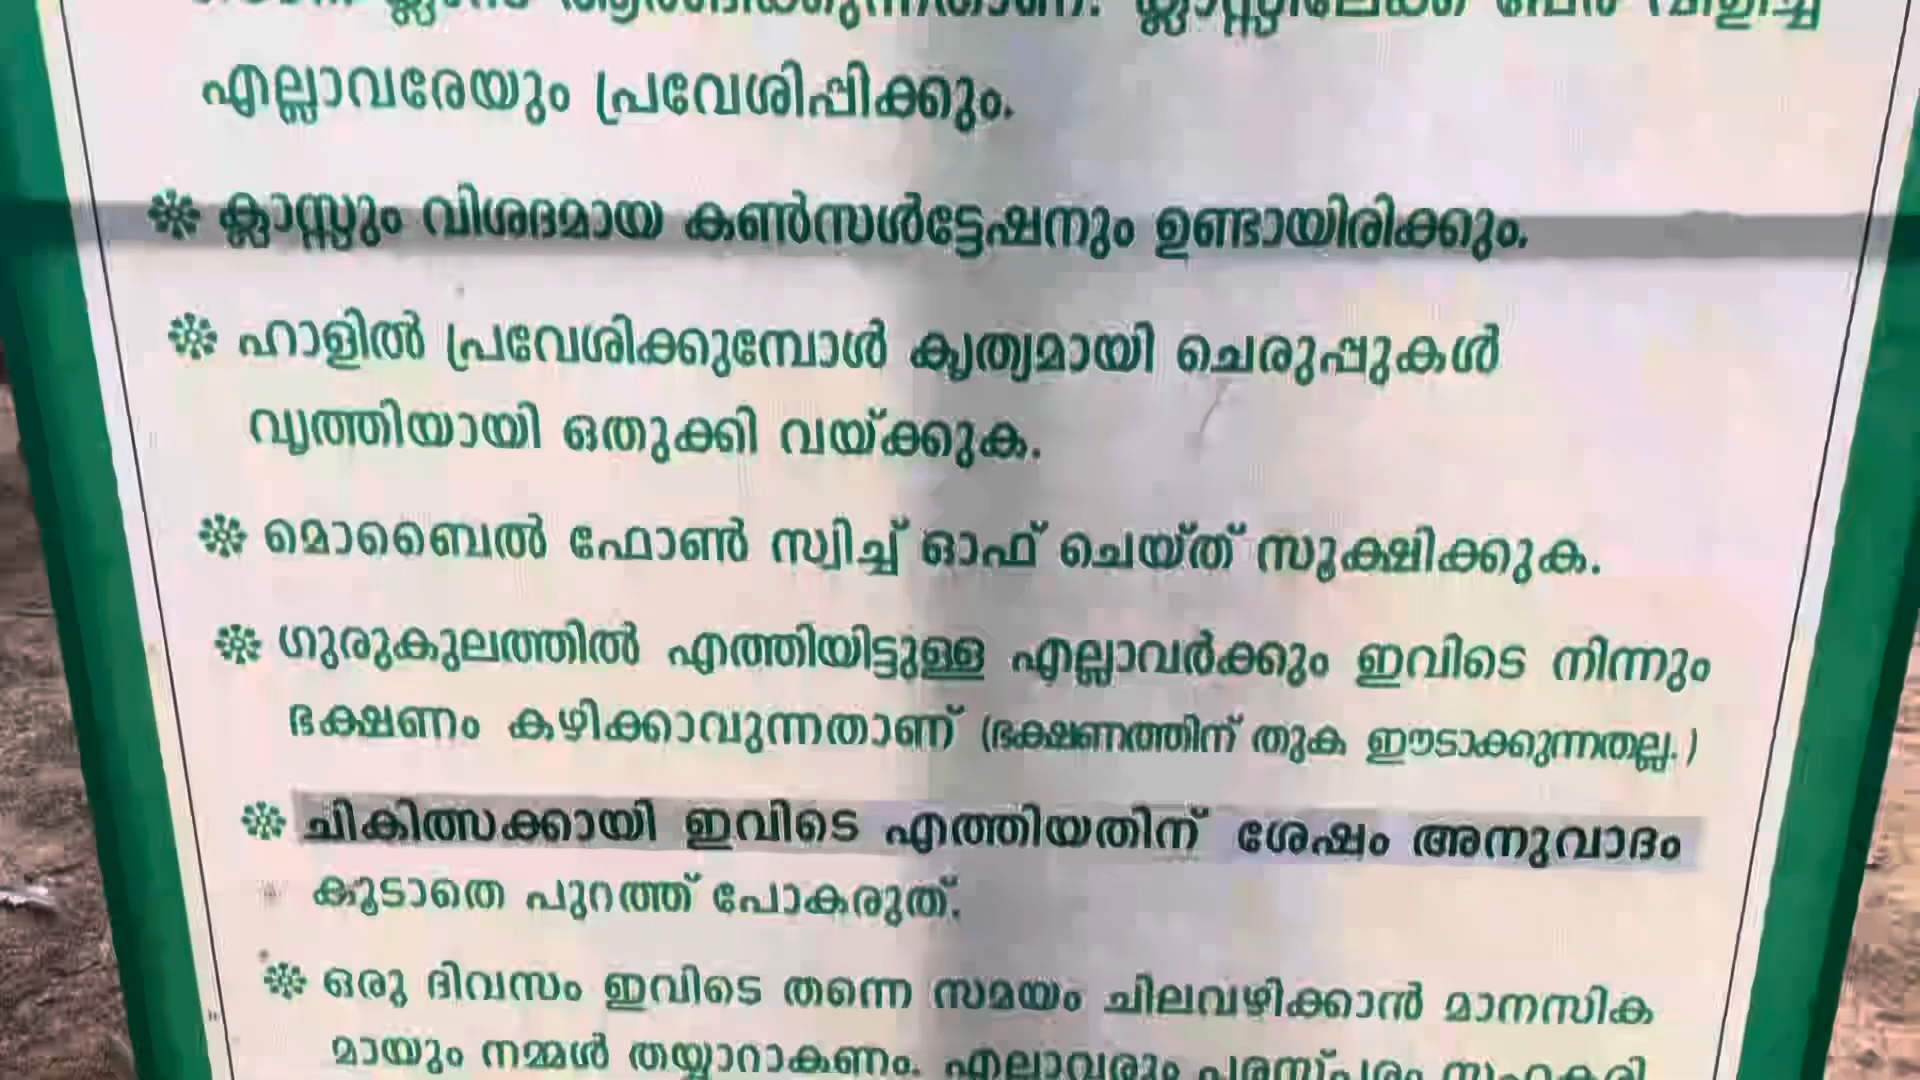 എല്ലാവരേയും പ്രവേശിപ്പിക്കും.
❋ ക്ലാസ്സും വിശദമായ കൺസൾട്ടേഷനും ഉണ്ടായിരിക്കും.
❋ ഹാളിൽ പ്രവേശിക്കുമ്പോൾ കൃത്യമായി ചെരുപ്പുകൾ
വൃത്തിയായി ഒതുക്കി വയ്ക്കുക.
❋ മൊബൈൽ ഫോൺ സ്വിച്ച് ഓഫ് ചെയ്ത് സൂക്ഷിക്കുക.
❋ ഗുരുകുലത്തിൽ എത്തിയിട്ടുള്ള എല്ലാവർക്കും ഇവിടെ നിന്നും
ഭക്ഷണം കഴിക്കാവുന്നതാണ് (ഭക്ഷണത്തിന് തുക ഈടാക്കുന്നതല്ല.)
❋ ചികിത്സക്കായി ഇവിടെ എത്തിയതിന് ശേഷം അനുവാദം
കൂടാതെ പുറത്ത് പോകരുത്.
❋ ഒരു ദിവസം ഇവിടെ തന്നെ സമയം ചിലവഴിക്കാൻ മാനസിക
മായും നമ്മൾ തയ്യാറാകണം. എല്ലാവരും പരസ്പരം